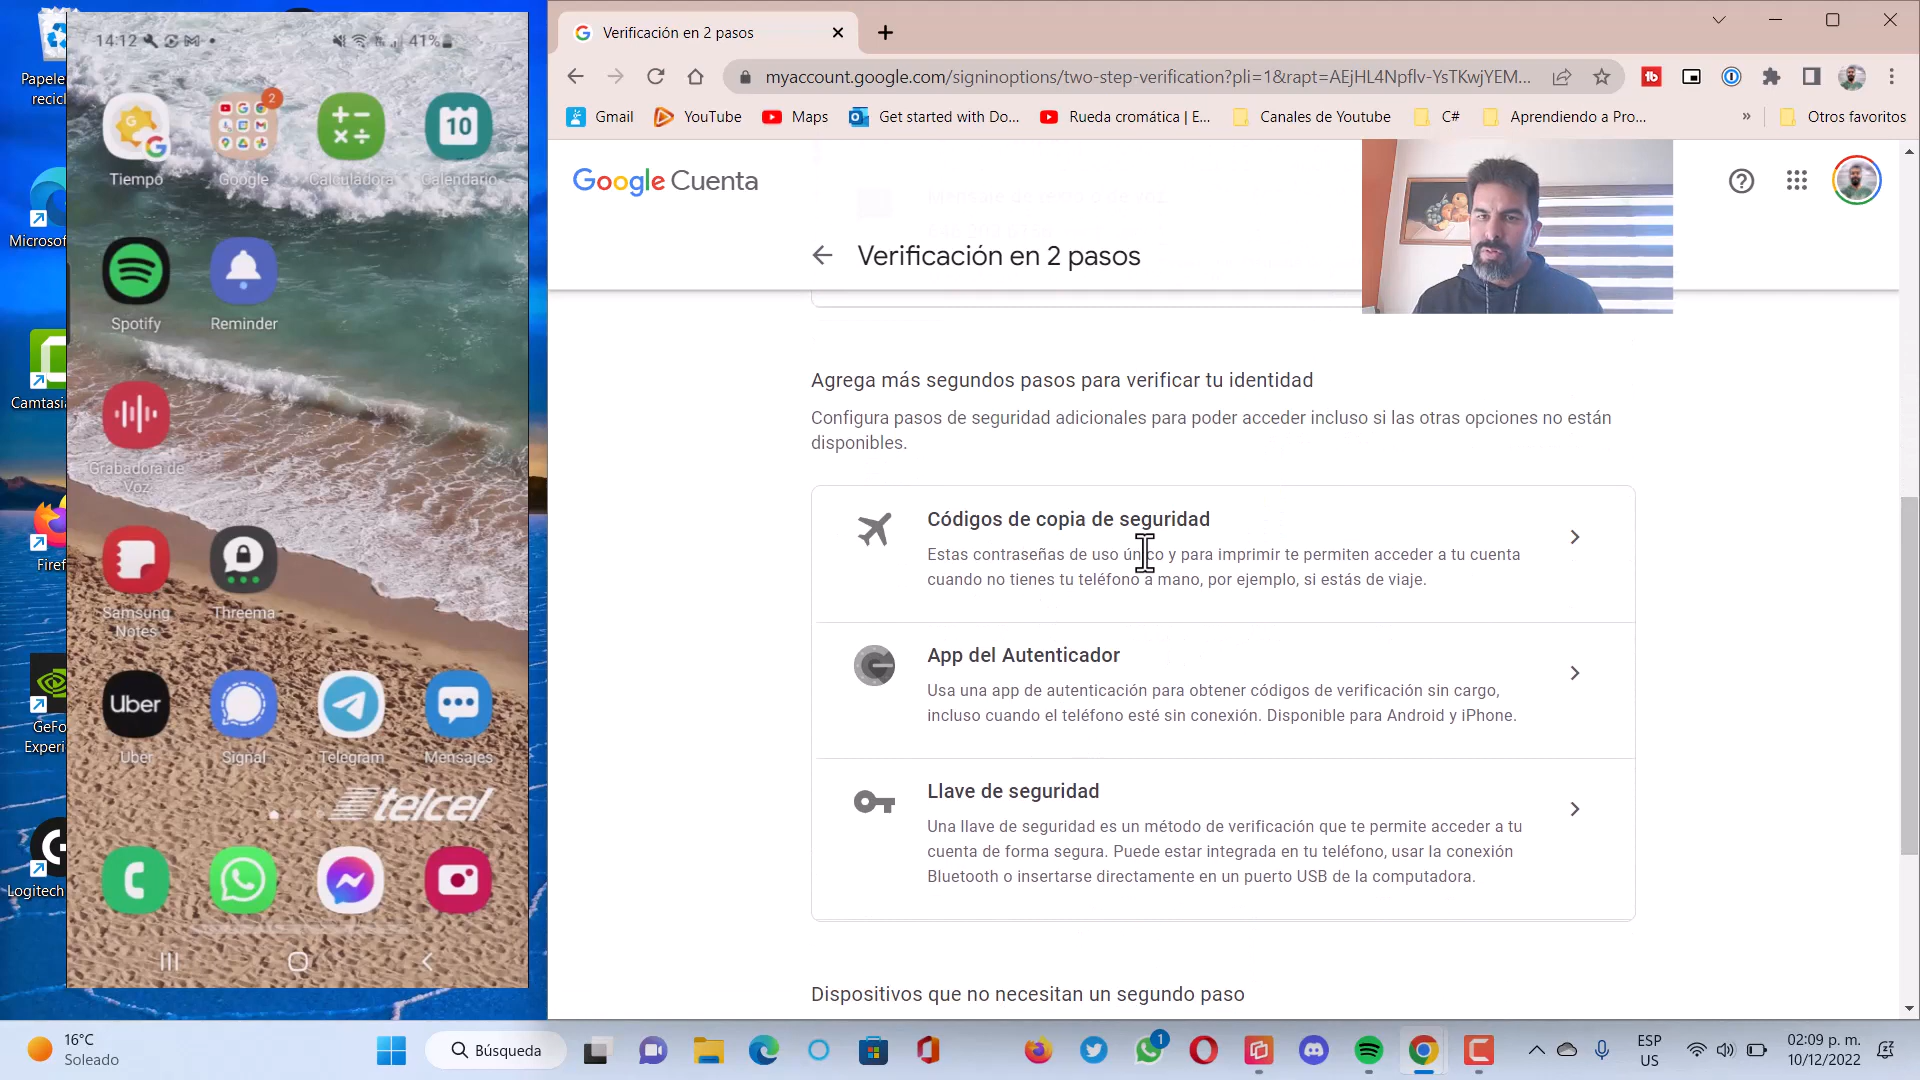 Papele
recicl
Microsof
Camtasi
Firef
GeFo
Experi
Logitech
14:12
41%
2
10
Tiempo
Google
Calculadora
Calendario
Spotify
Reminder
Grabadora de
Voz
Samsung
Notes
Threema
Uber
Uber
Signal
Telegram
Mensajes
telcel
Verificación en 2 pasos
myaccount.google.com/signinoptions/two-step-verification?pli=1&rapt=AEjHL4Npflv-YsTKwjYEM...
Gmail
YouTube
Maps
Get started with Do...
Rueda cromática | E...
Canales de Youtube
C#
Aprendiendo a Pro...
»
Otros favoritos
Google Cuenta
Verificación en 2 pasos
Agrega más segundos pasos para verificar tu identidad
Configura pasos de seguridad adicionales para poder acceder incluso si las otras opciones no están
disponibles.
Códigos de copia de seguridad
Estas contraseñas de uso único y para imprimir te permiten acceder a tu cuenta
cuando no tienes tu teléfono a mano, por ejemplo, si estás de viaje.
App del Autenticador
Usa una app de autenticación para obtener códigos de verificación sin cargo,
incluso cuando el teléfono esté sin conexión. Disponible para Android y iPhone.
Llave de seguridad
Una llave de seguridad es un método de verificación que te permite acceder a tu
cuenta de forma segura. Puede estar integrada en tu teléfono, usar la conexión
Bluetooth o insertarse directamente en un puerto USB de la computadora.
Dispositivos que no necesitan un segundo paso
16°C
Soleado
Búsqueda
1
ESP
US
02:09 p. m.
10/12/2022